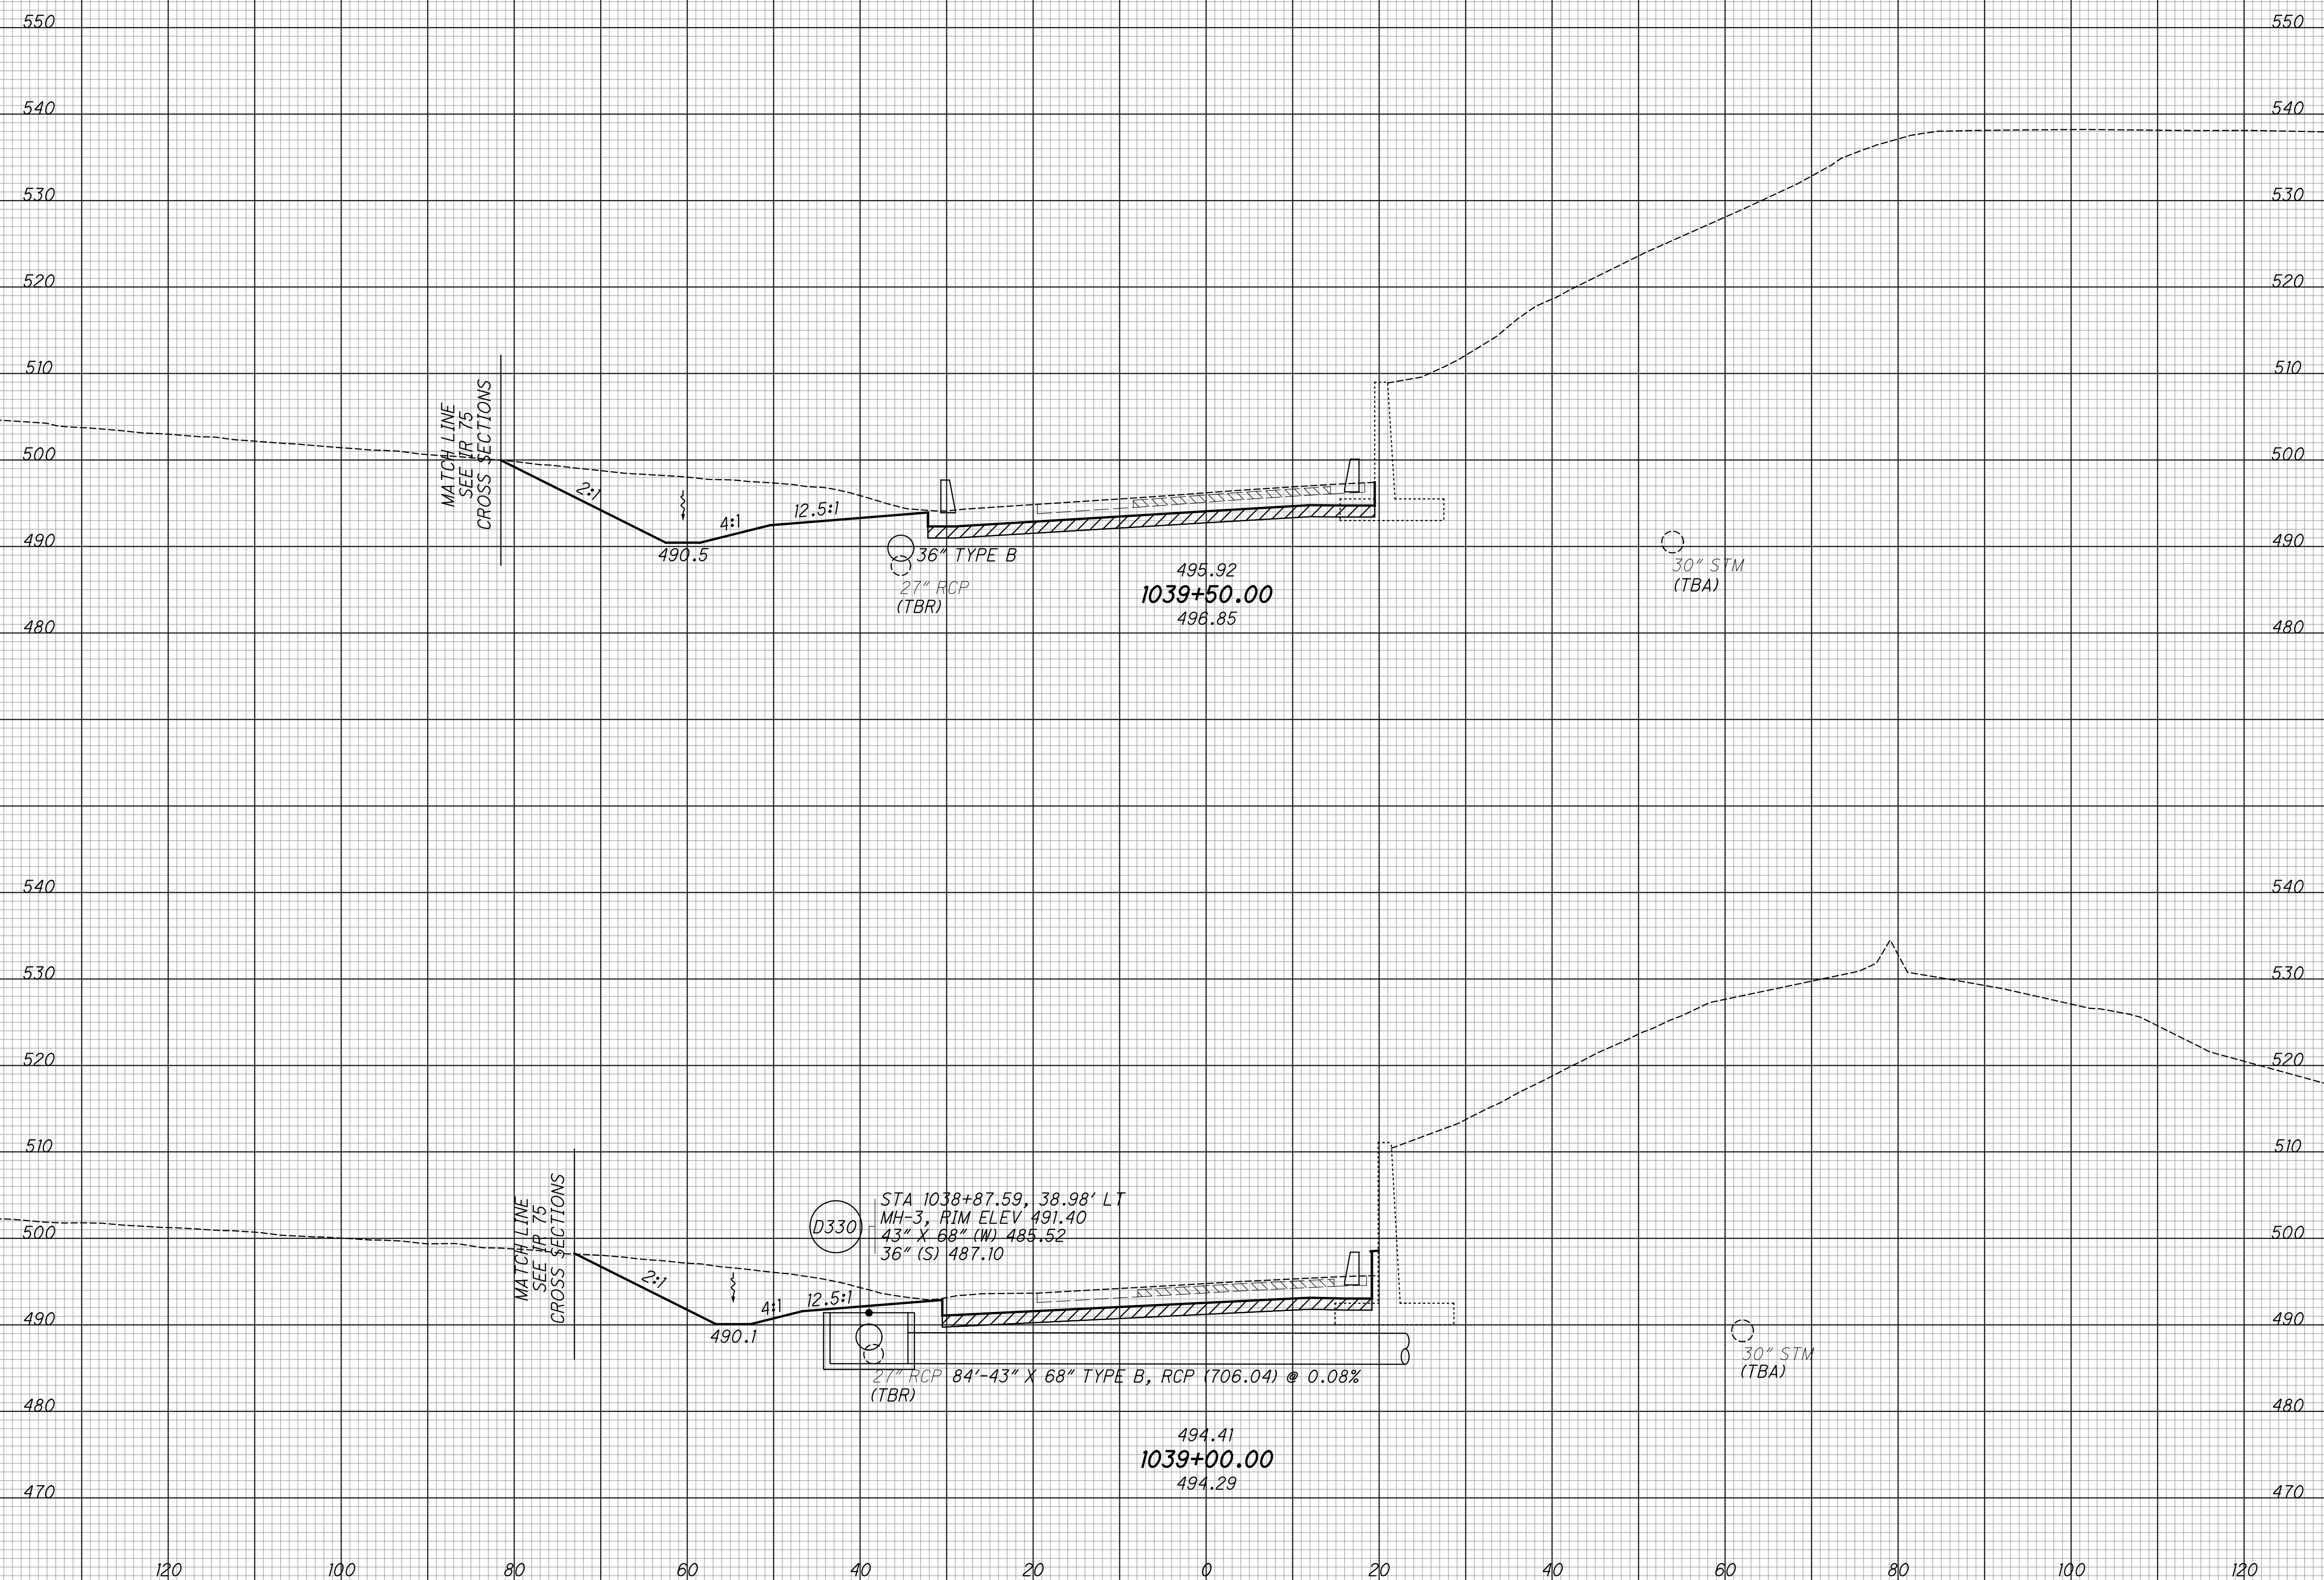 550 550
540 540
530 530
520 520
510 510
MATCH LINE
SEE IR 75
CROSS SECTIONS
500 500
2:1
4:1
12.5:1
490 490
490.5
36" TYPE B
27" RCP
(TBR)
495.92
1039+50.00
496.85
30" STM
(TBA)
480 480
540 540
530 530
520 520
510 510
MATCH LINE
SEE IR 75
CROSS SECTIONS
D330
STA 1038+87.59, 38.98' LT
MH-3, RIM ELEV 491.40
43" X 68" (W) 485.52
36" (S) 487.10
500 500
2:1
4:1
12.5:1
490 490
490.1
27" RCP
(TBR)
84'-43" X 68" TYPE B, RCP (706.04) @ 0.08%
30" STM
(TBA)
480 480
494.41
1039+00.00
494.29
470 470
120 100 80 60 40 20 0 20 40 60 80 100 120